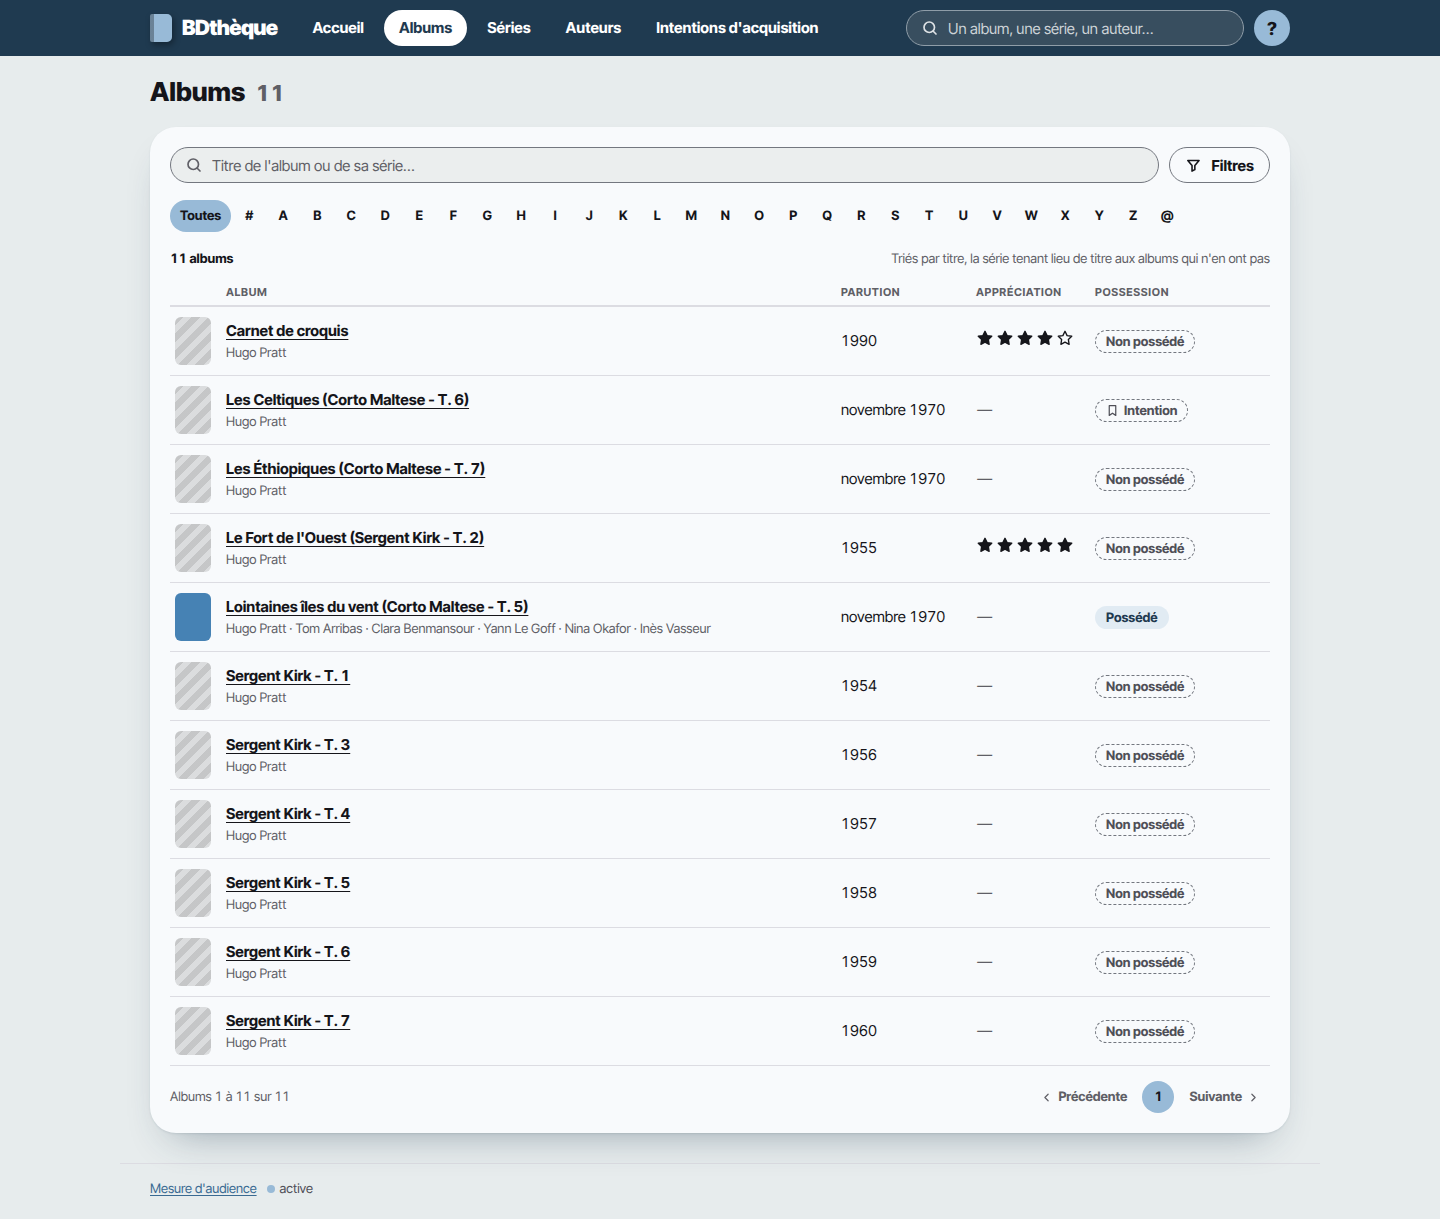 BDthèque Accueil Albums Séries Auteurs Intentions d'acquisition Un album, une série, un auteur... ?
Albums 11
Titre de l'album ou de sa série... Filtres
Toutes # A B C D E F G H I J K L M N O P Q R S T U V W X Y Z @
11 albums Triés par titre, la série tenant lieu de titre aux albums qui n'en ont pas
ALBUM PARUTION APPRÉCIATION POSSESSION
Carnet de croquis
Hugo Pratt
1990 Non possédé
Les Celtiques (Corto Maltese - T. 6)
Hugo Pratt
novembre 1970 — Intention
Les Éthiopiques (Corto Maltese - T. 7)
Hugo Pratt
novembre 1970 — Non possédé
Le Fort de l'Ouest (Sergent Kirk - T. 2)
Hugo Pratt
1955 Non possédé
Lointaines îles du vent (Corto Maltese - T. 5)
Hugo Pratt · Tom Arribas · Clara Benmansour · Yann Le Goff · Nina Okafor · Inès Vasseur
novembre 1970 — Possédé
Sergent Kirk - T. 1
Hugo Pratt
1954 — Non possédé
Sergent Kirk - T. 3
Hugo Pratt
1956 — Non possédé
Sergent Kirk - T. 4
Hugo Pratt
1957 — Non possédé
Sergent Kirk - T. 5
Hugo Pratt
1958 — Non possédé
Sergent Kirk - T. 6
Hugo Pratt
1959 — Non possédé
Sergent Kirk - T. 7
Hugo Pratt
1960 — Non possédé
Albums 1 à 11 sur 11 Précédente 1 Suivante
Mesure d'audience active